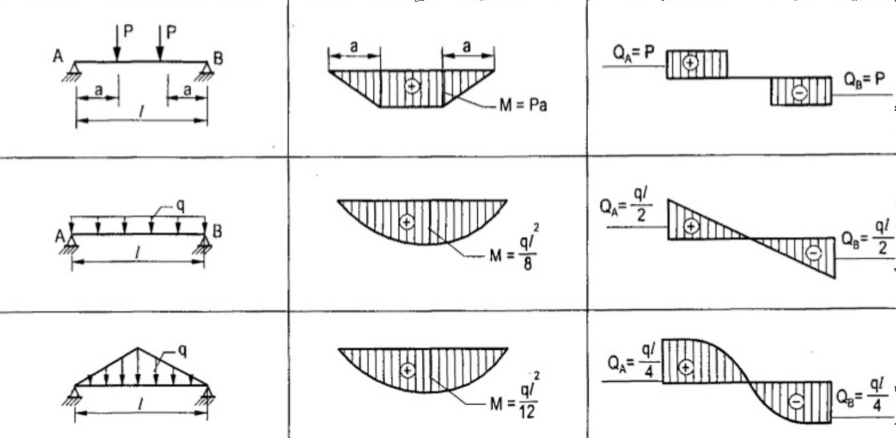 P P
A B
a a
l
a a
+
M = Pa
Q_A = P
+
Q_B = P
−
q
A B
l
+
M = ql²/8
Q_A = ql/2
+
Q_B = ql/2
−
q
l
+
M = ql²/12
Q_A = ql/4
+
Q_B = ql/4
−